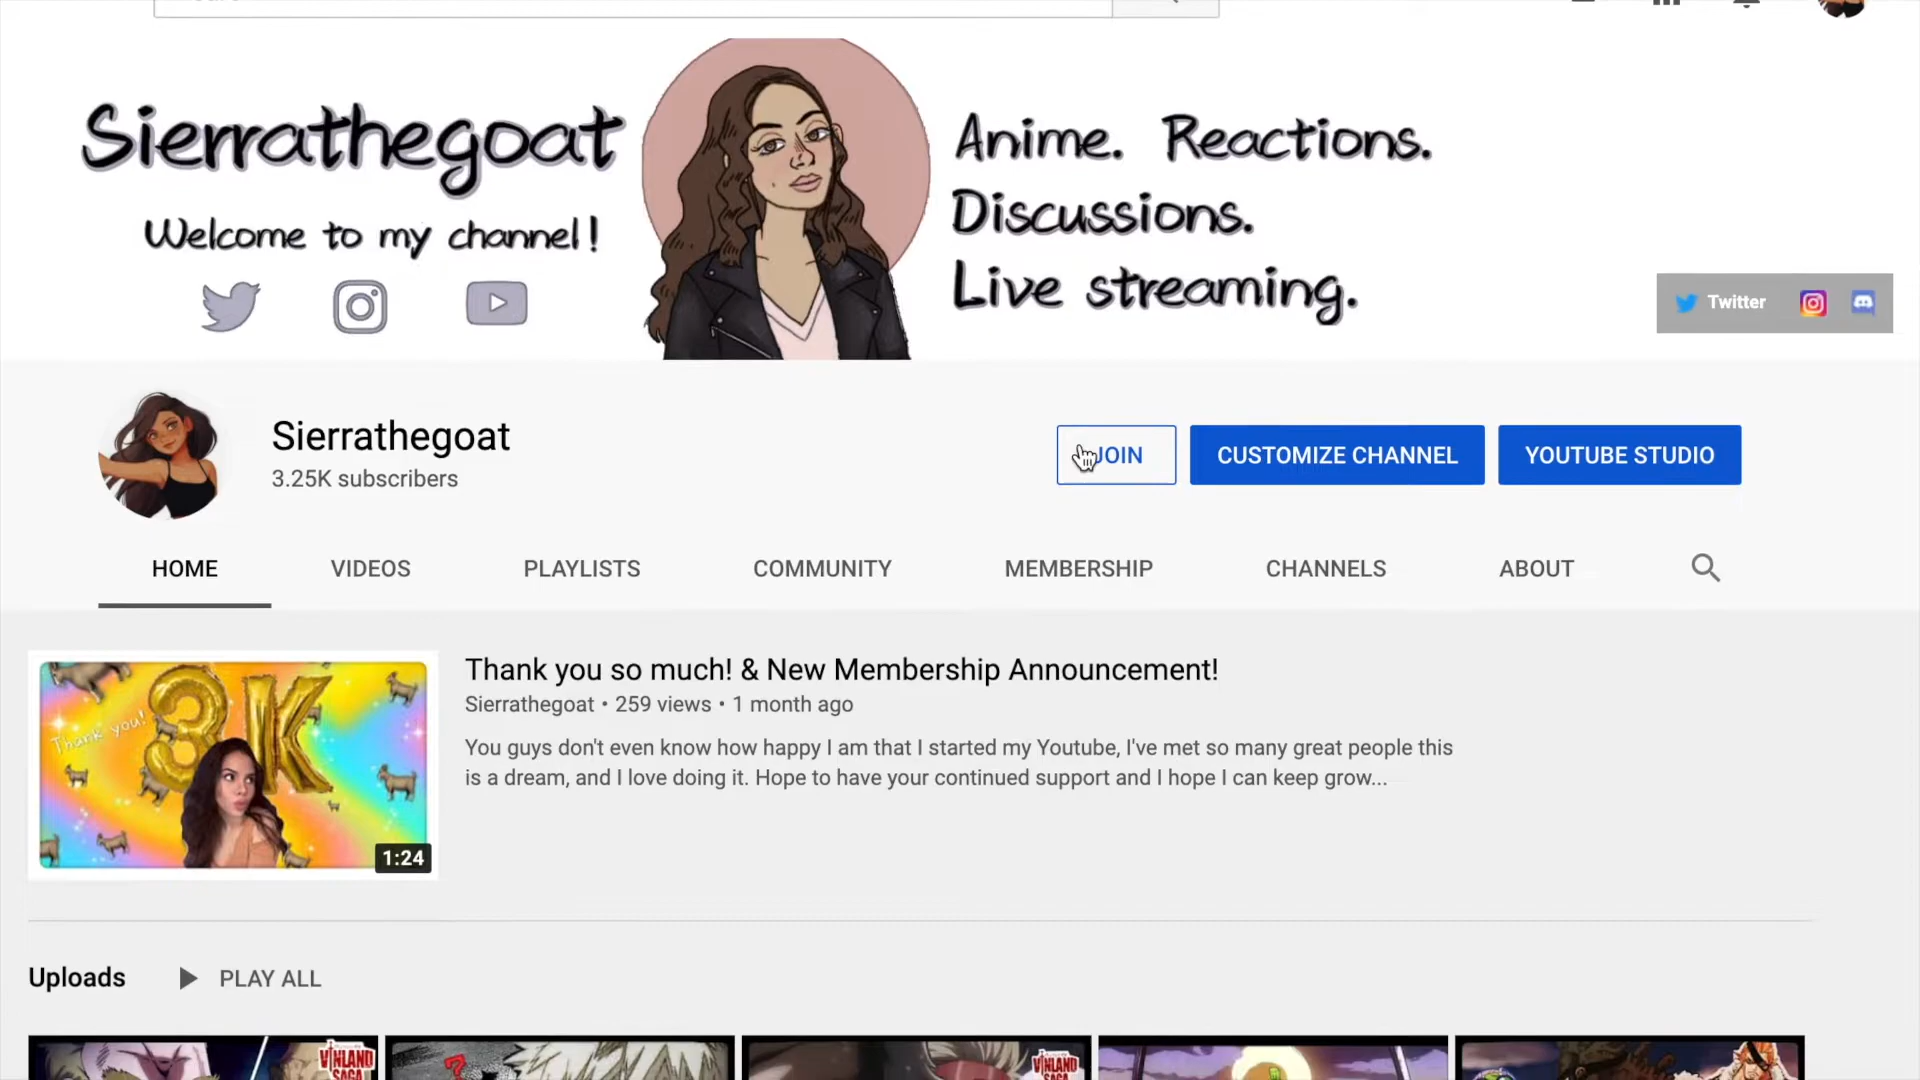 Sierrathegoat
Welcome to my channel!
Anime. Reactions.
Discussions.
Live streaming.
Twitter
Sierrathegoat
3.25K subscribers
JOIN
CUSTOMIZE CHANNEL
YOUTUBE STUDIO
HOME
VIDEOS
PLAYLISTS
COMMUNITY
MEMBERSHIP
CHANNELS
ABOUT
Thank you!
3K
1:24
Thank you so much! & New Membership Announcement!
Sierrathegoat • 259 views • 1 month ago
You guys don't even know how happy I am that I started my Youtube, I've met so many great people this
is a dream, and I love doing it. Hope to have your continued support and I hope I can keep grow...
Uploads
PLAY ALL
VINLAND
SAGA
?
VINLAND
SAGA